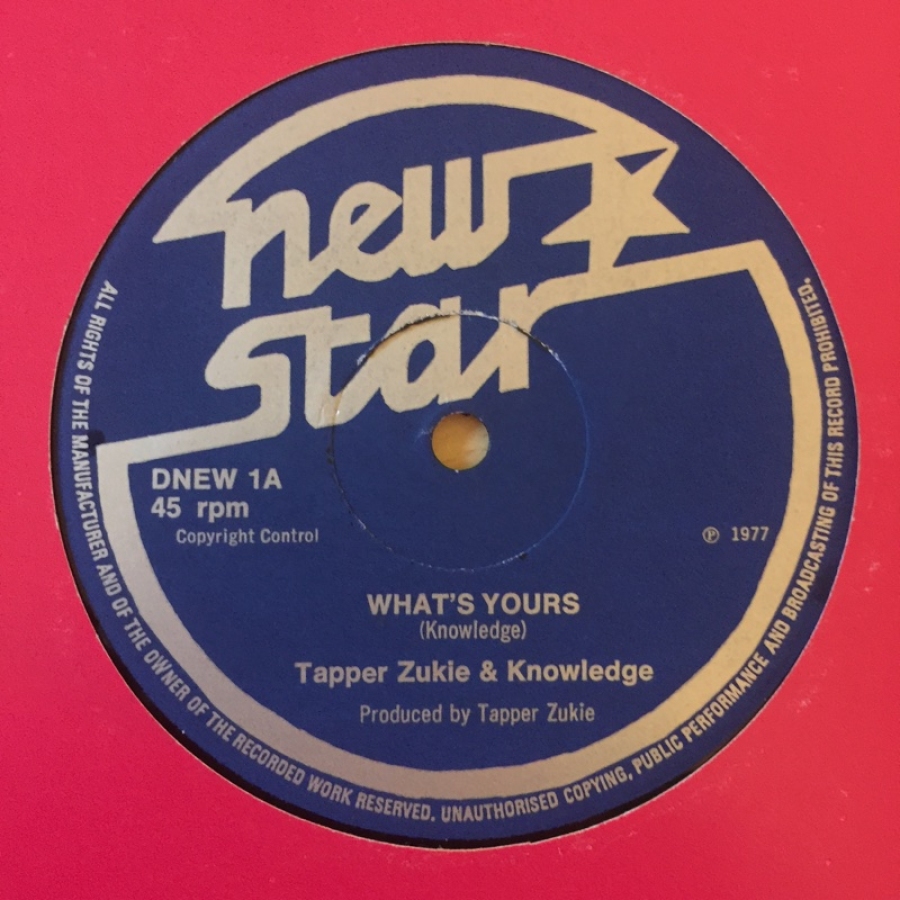 new
star
DNEW 1A
45 rpm
Copyright Control
℗ 1977
WHAT'S YOURS
(Knowledge)
Tapper Zukie & Knowledge
Produced by Tapper Zukie
ALL RIGHTS OF THE MANUFACTURER AND OF THE OWNER OF THE RECORDED WORK RESERVED. UNAUTHORISED COPYING, PUBLIC PERFORMANCE AND BROADCASTING OF THIS RECORD PROHIBITED.